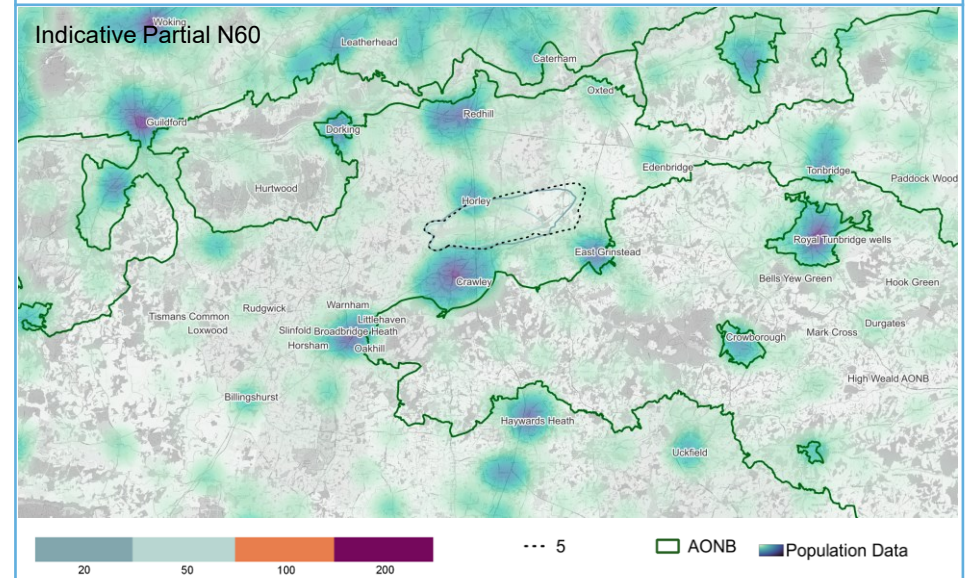 Woking
Indicative Partial N60
Leatherhead
Caterham
Oxted
Redhill
Guildford
Dorking
Edenbridge
Tonbridge
Paddock Wood
Hurtwood
Horley
Royal Tunbridge wells
East Grinstead
Bells Yew Green
Hook Green
Crawley
Warnham
Rudgwick
Tismans Common
Littlehaven
Loxwood
Slinfold Broadbridge Heath
Durgates
Mark Cross
Crowborough
Horsham
Oakhill
High Weald AONB
Billingshurst
Haywards Heath
Uckfield
5
AONB
Population Data
20 50 100 200